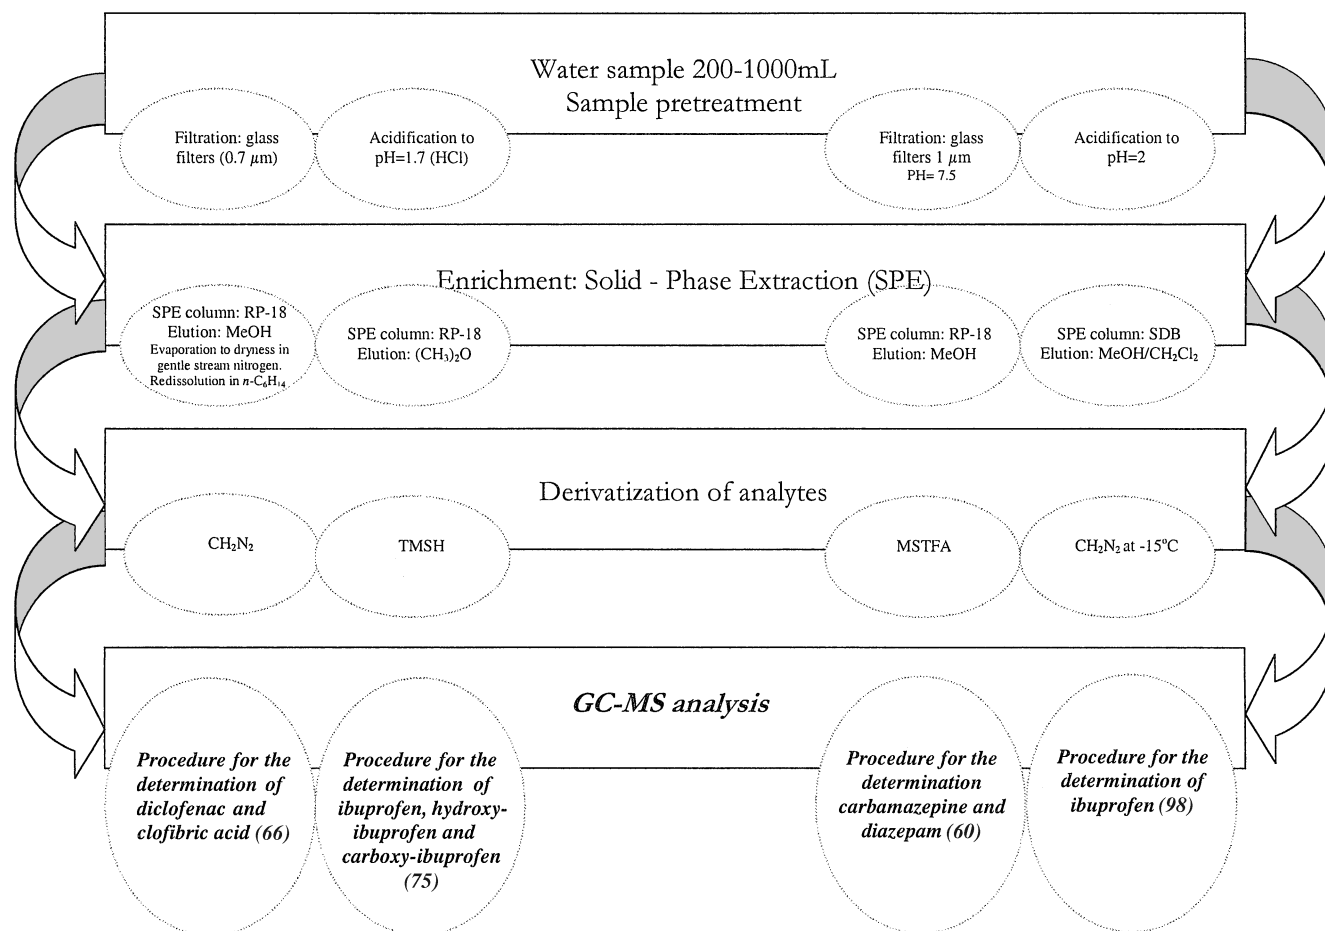 Water sample 200-1000mL
Sample pretreatment
Filtration: glass
filters (0.7 µm)
Acidification to
pH=1.7 (HCl)
Filtration: glass
filters 1 µm
PH= 7.5
Acidification to
pH=2
Enrichment: Solid - Phase Extraction (SPE)
SPE column: RP-18
Elution: MeOH
Evaporation to dryness in
gentle stream nitrogen.
Redissolution in n-C₆H₁₄
SPE column: RP-18
Elution: (CH₃)₂O
SPE column: RP-18
Elution: MeOH
SPE column: SDB
Elution: MeOH/CH₂Cl₂
Derivatization of analytes
CH₂N₂
TMSH
MSTFA
CH₂N₂ at -15°C
GC-MS analysis
Procedure for the
determination of
diclofenac and
clofibric acid (66)
Procedure for the
determination of
ibuprofen, hydroxy-
ibuprofen and
carboxy-ibuprofen
(75)
Procedure for the
determination
carbamazepine and
diazepam (60)
Procedure for the
determination of
ibuprofen (98)